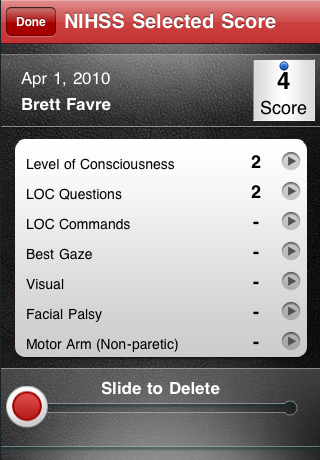 Done NIHSS Selected Score
Apr 1, 2010
Brett Favre
4
Score
Level of Consciousness 2
LOC Questions 2
LOC Commands -
Best Gaze -
Visual -
Facial Palsy -
Motor Arm (Non-paretic) -
Slide to Delete